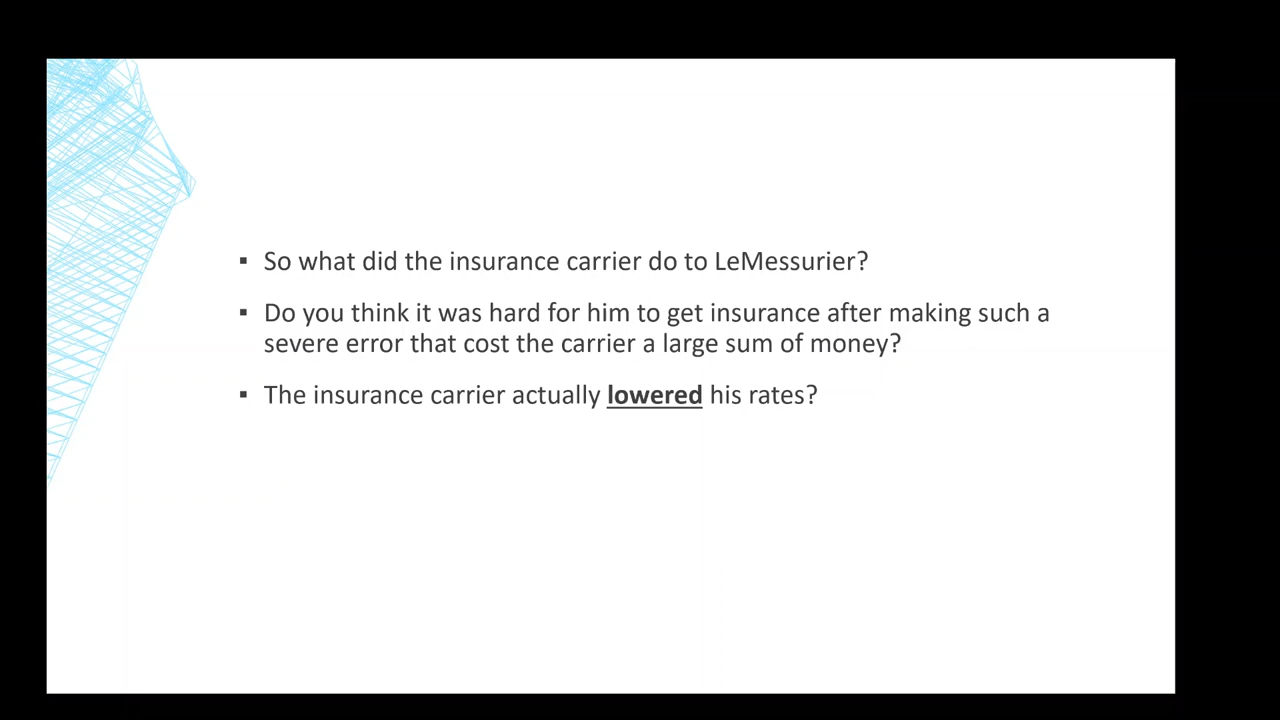 ▪ So what did the insurance carrier do to LeMessurier?
▪ Do you think it was hard for him to get insurance after making such a
severe error that cost the carrier a large sum of money?
▪ The insurance carrier actually lowered his rates?